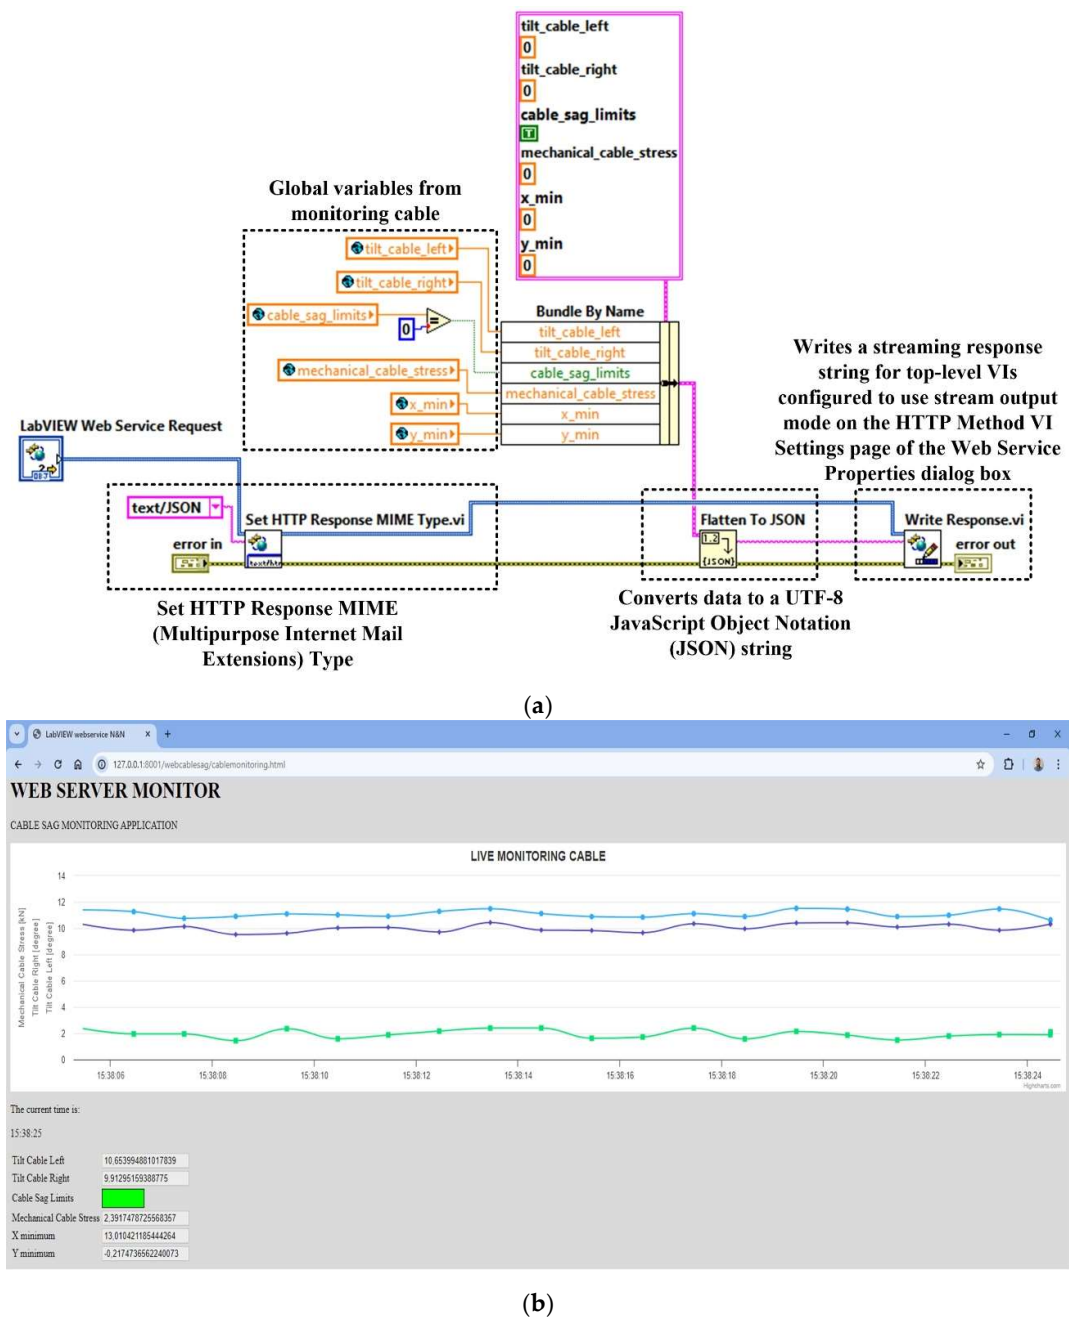 tilt_cable_left
0
tilt_cable_right
0
cable_sag_limits
T
mechanical_cable_stress
0
x_min
0
y_min
0
Global variables from
monitoring cable
tilt_cable_left
tilt_cable_right
cable_sag_limits
0
=
mechanical_cable_stress
x_min
y_min
Bundle By Name
tilt_cable_left
tilt_cable_right
cable_sag_limits
mechanical_cable_stress
x_min
y_min
Writes a streaming response
string for top-level VIs
configured to use stream output
mode on the HTTP Method VI
Settings page of the Web Service
Properties dialog box
LabVIEW Web Service Request
text/JSON
Set HTTP Response MIME Type.vi
error in
Flatten To JSON
1.2
{JSON}
Write Response.vi
error out
Set HTTP Response MIME
(Multipurpose Internet Mail
Extensions) Type
Converts data to a UTF-8
JavaScript Object Notation
(JSON) string
(a)
LabVIEW webservice N&N
127.0.0.1:8001/webcablesag/cablemonitoring.html
WEB SERVER MONITOR
CABLE SAG MONITORING APPLICATION
LIVE MONITORING CABLE
Mechanical Cable Stress [kN]
Tilt Cable Right [degree]
Tilt Cable Left [degree]
14
12
10
8
6
4
2
0
15:38:06 15:38:08 15:38:10 15:38:12 15:38:14 15:38:16 15:38:18 15:38:20 15:38:22 15:38:24
Highcharts.com
The current time is:
15:38:25
Tilt Cable Left 10,653994881017839
Tilt Cable Right 9,91295159388775
Cable Sag Limits
Mechanical Cable Stress 2,3917478725568357
X minimum 13,010421185444264
Y minimum -0,2174736562240073
(b)